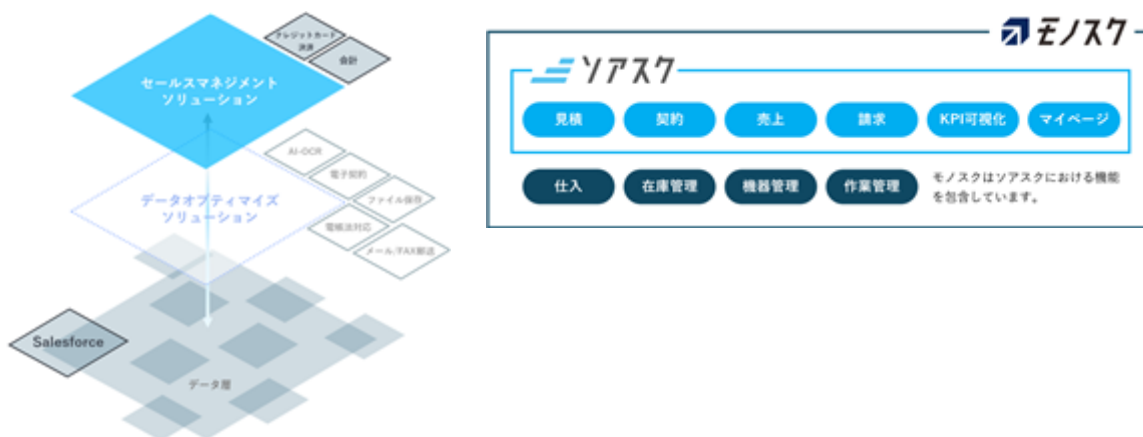 クレジットカード
決済
会計
セールスマネジメント
ソリューション
AI-OCR
電子契約
ファイル保存
電帳法対応
メール/FAX郵送
データオプティマイズ
ソリューション
Salesforce
データ層
モノスク
ソアスク
見積
契約
売上
請求
KPI可視化
マイページ
仕入
在庫管理
機器管理
作業管理
モノスクはソアスクにおける機能
を包含しています。